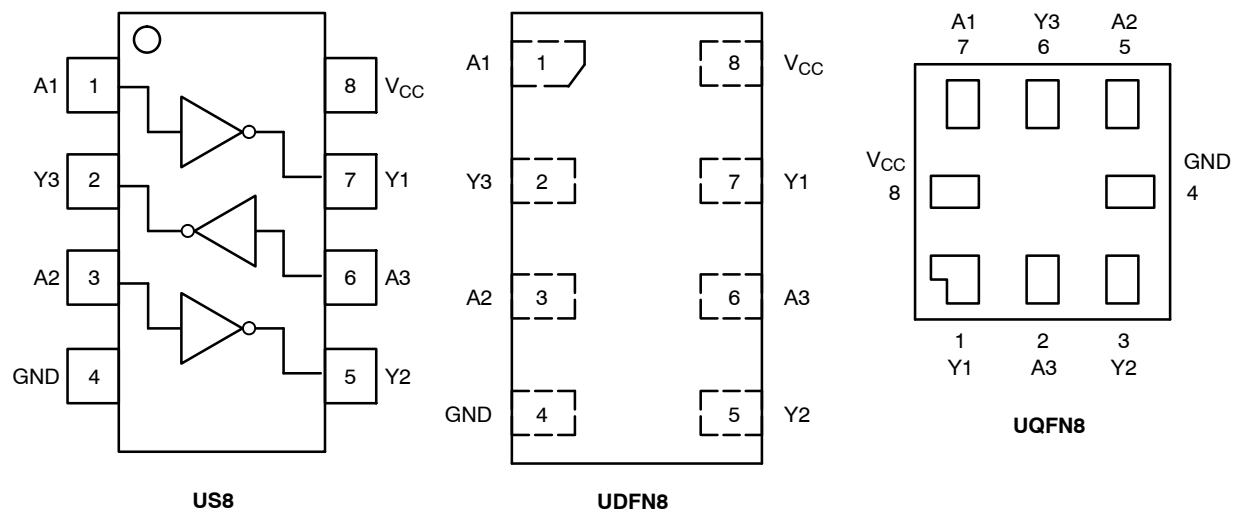 A1 1 8 VCC
Y3 2 7 Y1
A2 3 6 A3
GND 4 5 Y2
US8
A1 1 8 VCC
Y3 2 7 Y1
A2 3 6 A3
GND 4 5 Y2
UDFN8
A1 Y3 A2
7 6 5
VCC GND
8 4
1 2 3
Y1 A3 Y2
UQFN8